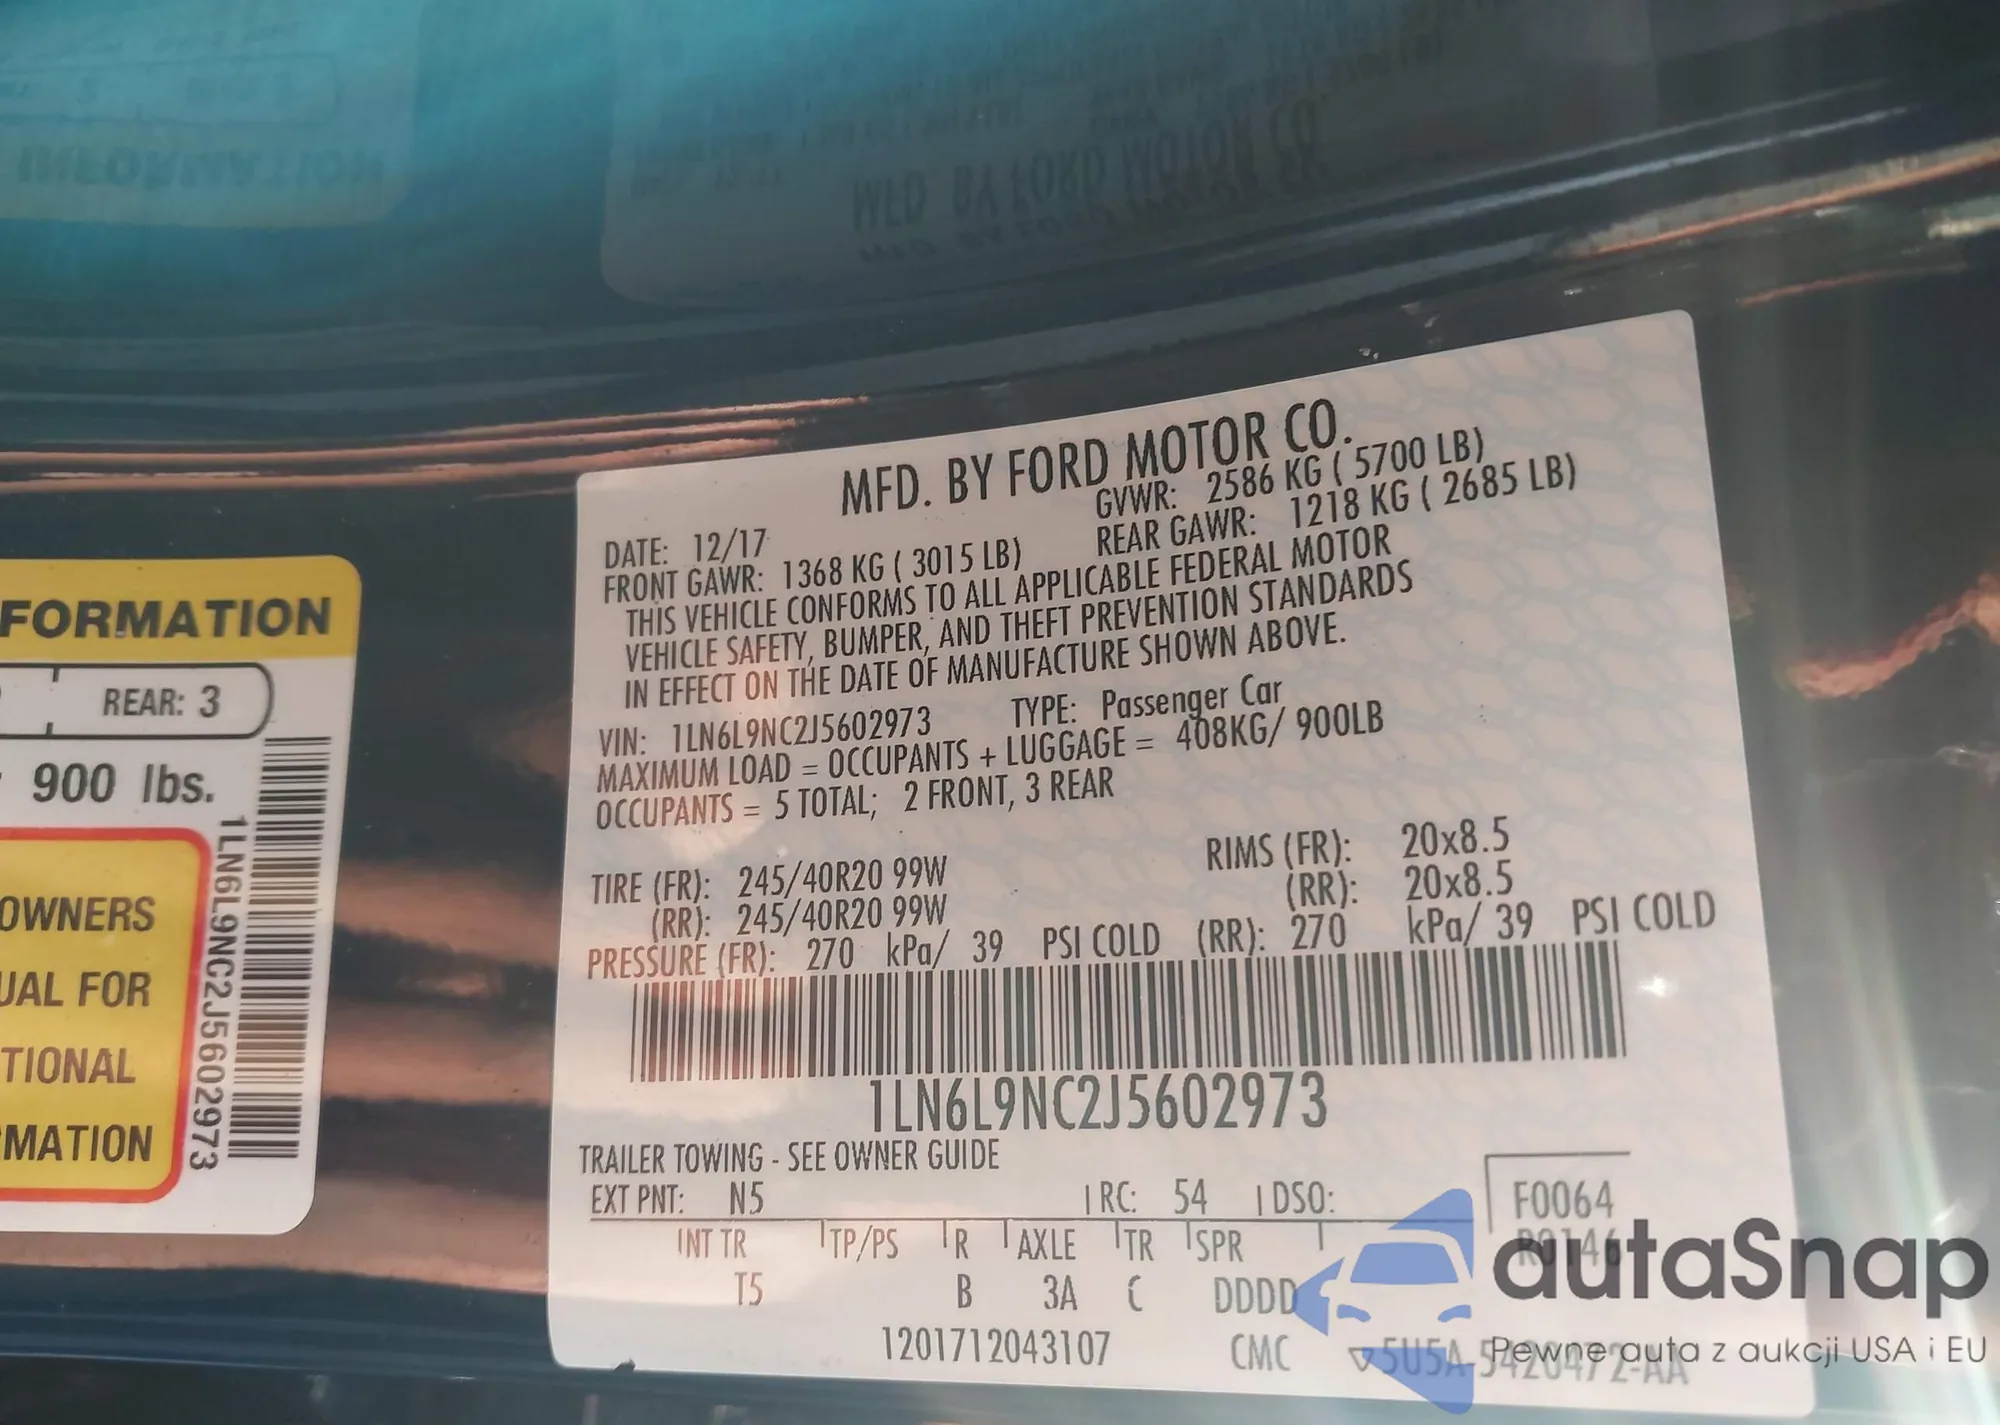 FORMATION
REAR: 3
900 lbs.
OWNERS
UAL FOR
TIONAL
MATION
1LN6L9NC2J5602973
MFD. BY FORD MOTOR CO.
DATE: 12/17 GVWR: 2586 KG ( 5700 LB)
FRONT GAWR: 1368 KG ( 3015 LB) REAR GAWR: 1218 KG ( 2685 LB)
THIS VEHICLE CONFORMS TO ALL APPLICABLE FEDERAL MOTOR
VEHICLE SAFETY, BUMPER, AND THEFT PREVENTION STANDARDS
IN EFFECT ON THE DATE OF MANUFACTURE SHOWN ABOVE.
VIN: 1LN6L9NC2J5602973 TYPE: Passenger Car
MAXIMUM LOAD = OCCUPANTS + LUGGAGE = 408KG/ 900LB
OCCUPANTS = 5 TOTAL; 2 FRONT, 3 REAR
TIRE (FR): 245/40R20 99W RIMS (FR): 20x8.5
(RR): 245/40R20 99W (RR): 20x8.5
PRESSURE (FR): 270 kPa/ 39 PSI COLD (RR): 270 kPa/ 39 PSI COLD
1LN6L9NC2J5602973
TRAILER TOWING - SEE OWNER GUIDE
EXT PNT: N5 RC: 54 DSO: F0064
INT TR TP/PS R AXLE TR SPR R0146
T5 B 3A C DDDD
1201712043107 CMC 5U5A-5420472-AA
autaSnap
Pewne auta z aukcji USA i EU